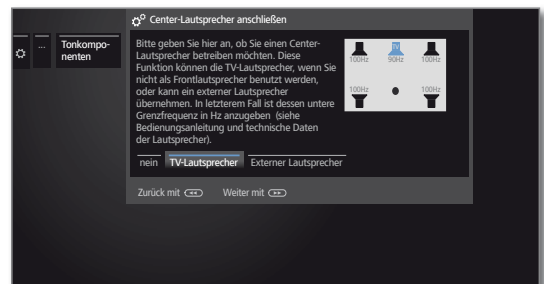 Center-Lautsprecher anschließen
...
Tonkompo-
nenten
Bitte geben Sie hier an, ob Sie einen Center-
Lautsprecher betreiben möchten. Diese
Funktion können die TV-Lautsprecher, wenn Sie
nicht als Frontlautsprecher benutzt werden,
oder kann ein externer Lautsprecher
übernehmen. In letzterem Fall ist dessen untere
Grenzfrequenz in Hz anzugeben (siehe
Bedienungsanleitung und technische Daten
der Lautsprecher).
TV
100Hz 90Hz 100Hz
100Hz 100Hz
nein TV-Lautsprecher Externer Lautsprecher
Zurück mit Weiter mit